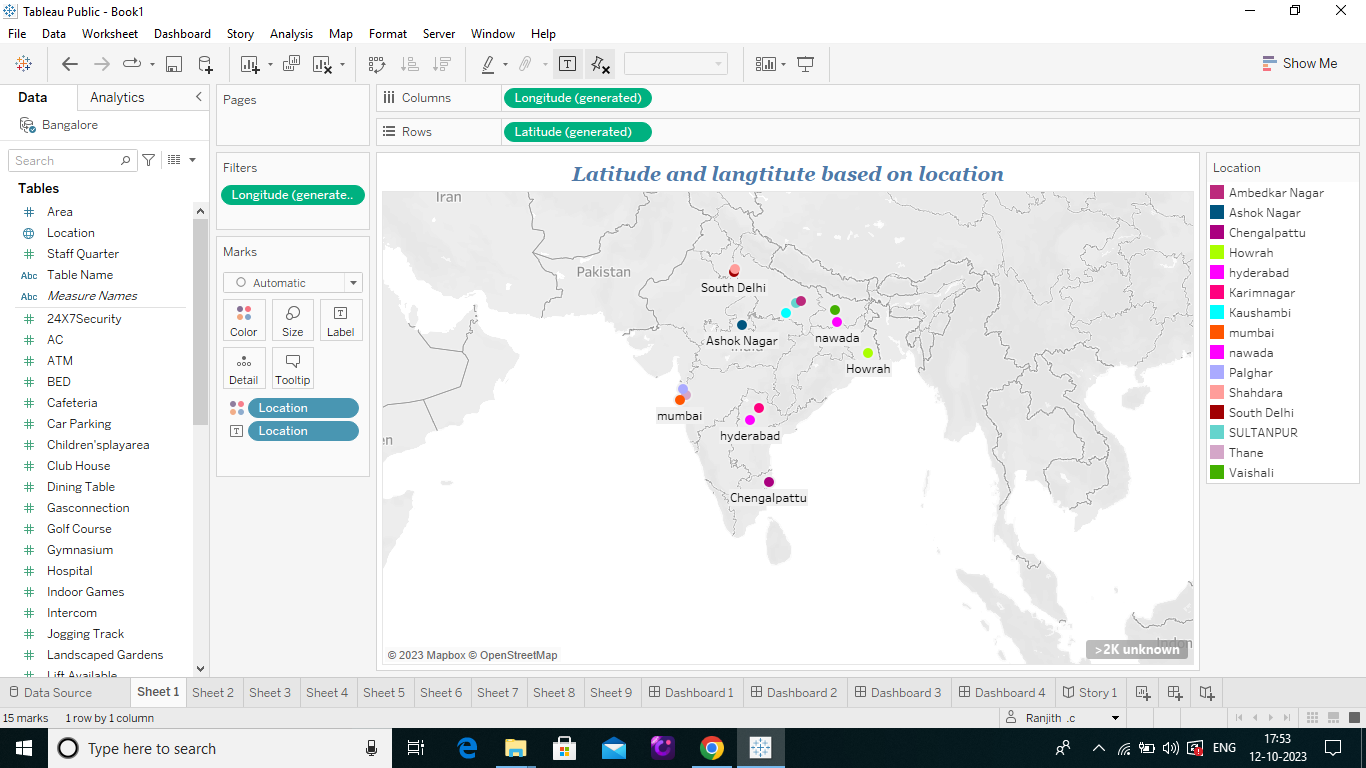 Tableau Public - Book1
File Data Worksheet Dashboard Story Analysis Map Format Server Window Help
Show Me
Data Analytics
Bangalore
Search
Tables
Area
Location
Staff Quarter
Abc Table Name
Abc Measure Names
24X7Security
AC
ATM
BED
Cafeteria
Car Parking
Children'splayarea
Club House
Dining Table
Gasconnection
Golf Course
Gymnasium
Hospital
Indoor Games
Intercom
Jogging Track
Landscaped Gardens
Lift Available
Pages
Filters
Longitude (generate..
Marks
Automatic
Color Size Label
Detail Tooltip
Location
Location
Columns Longitude (generated)
Rows Latitude (generated)
Latitude and langtitute based on location
Iran
Pakistan
South Delhi
Ashok Nagar
India
nawada
Howrah
mumbai
en
hyderabad
Chengalpattu
© 2023 Mapbox © OpenStreetMap
>2K unknown
Location
Ambedkar Nagar
Ashok Nagar
Chengalpattu
Howrah
hyderabad
Karimnagar
Kaushambi
mumbai
nawada
Palghar
Shahdara
South Delhi
SULTANPUR
Thane
Vaishali
Data Source Sheet 1 Sheet 2 Sheet 3 Sheet 4 Sheet 5 Sheet 6 Sheet 7 Sheet 8 Sheet 9 Dashboard 1 Dashboard 2 Dashboard 3 Dashboard 4 Story 1
15 marks 1 row by 1 column Ranjith .c
Type here to search
ENG
17:53
12-10-2023